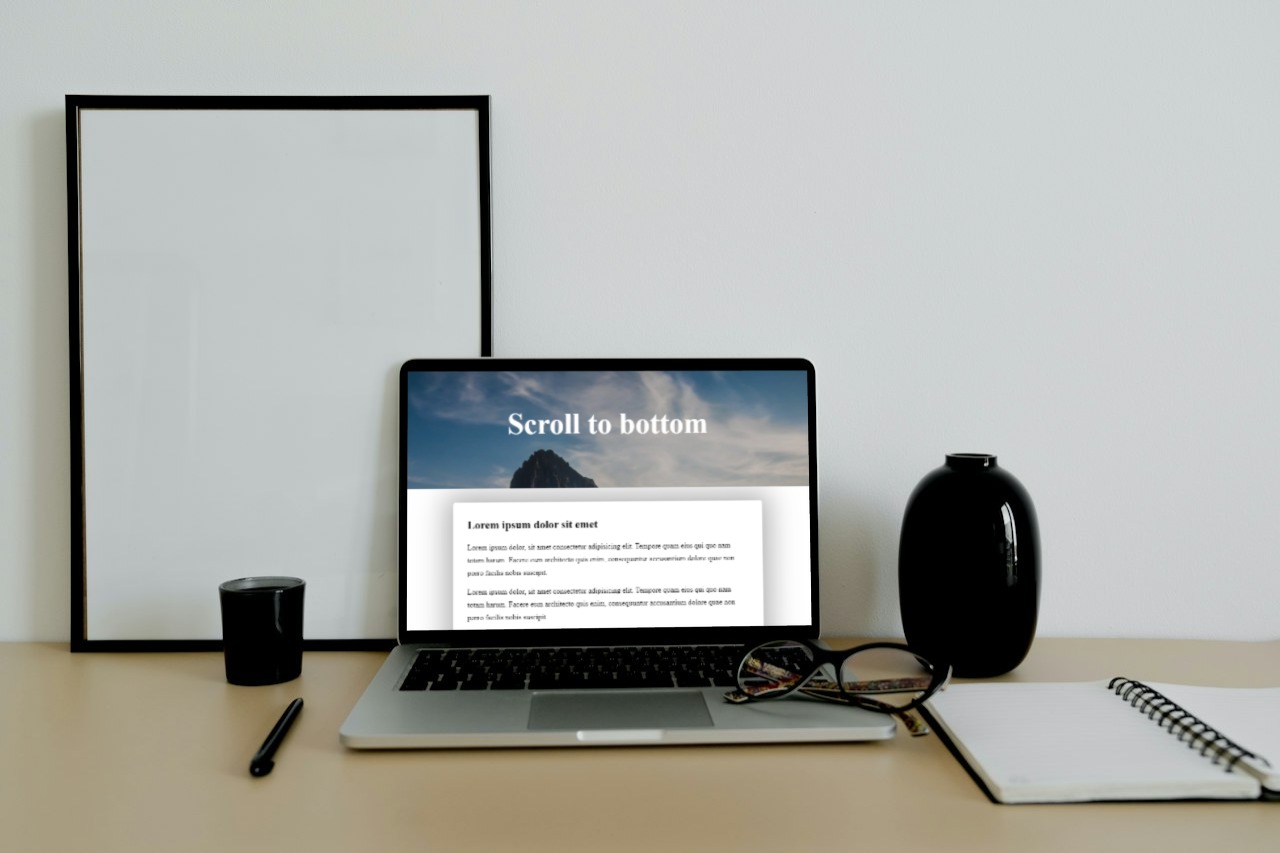 Scroll to bottom
Lorem ipsum dolor sit emet
Lorem ipsum dolor, sit amet consectetur adipisicing elit. Tempore quam eius qui quo nam
totam harum. Facere eum architecto quis enim, consequuntur accusantium dolore quae non
porro facilis nobis suscipit.
Lorem ipsum dolor, sit amet consectetur adipisicing elit. Tempore quam eius qui quo nam
totam harum. Facere eum architecto quis enim, consequuntur accusantium dolore quae non
porro facilis nobis suscipit.